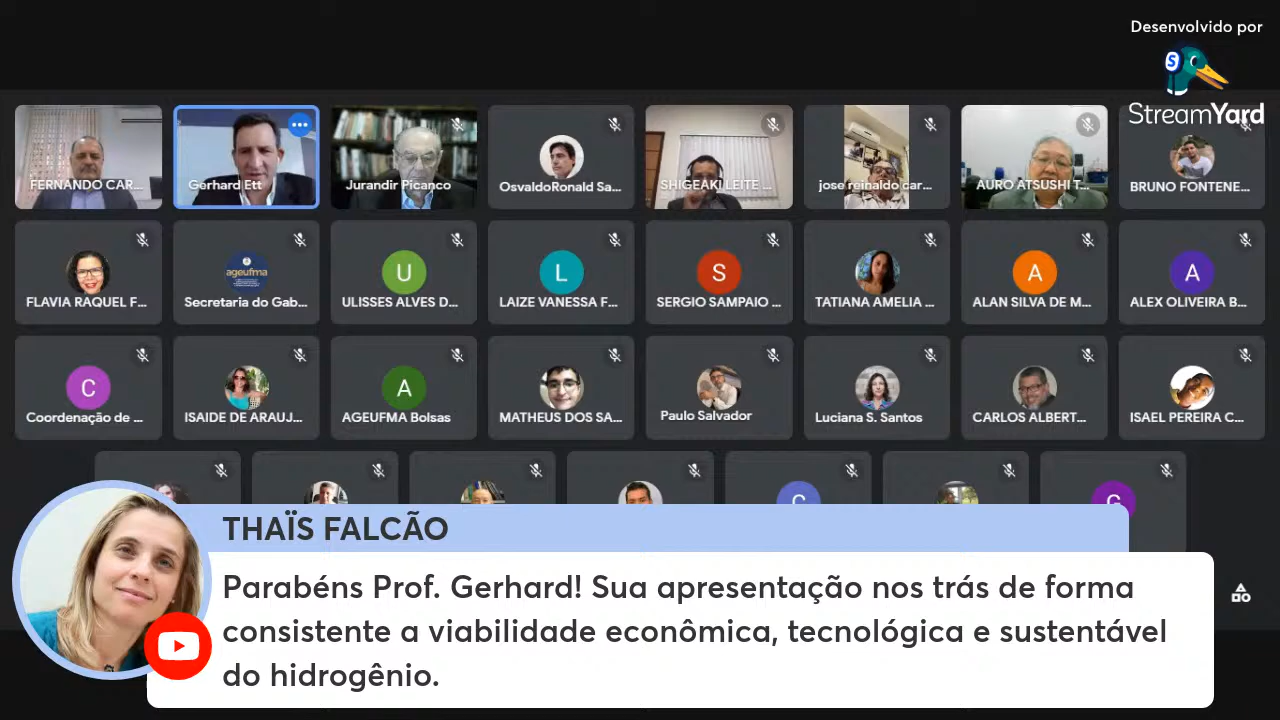 Desenvolvido por
StreamYard
FERNANDO CAR...
Gerhard Ett
Jurandir Picanco
OsvaldoRonald Sa...
SHIGEAKI LEITE ...
jose reinaldo car...
AURO ATSUSHI T...
BRUNO FONTENE...
FLAVIA RAQUEL F...
ageufma
Secretaria do Gab...
U
ULISSES ALVES D...
L
LAIZE VANESSA F...
S
SERGIO SAMPAIO ...
TATIANA AMELIA ...
A
ALAN SILVA DE M...
A
ALEX OLIVEIRA B...
C
Coordenação de ...
ISAIDE DE ARAUJ...
A
AGEUFMA Bolsas
MATHEUS DOS SA...
Paulo Salvador
Luciana S. Santos
CARLOS ALBERT...
ISAEL PEREIRA C...
C
THAÏS FALCÃO
Parabéns Prof. Gerhard! Sua apresentação nos trás de forma
consistente a viabilidade econômica, tecnológica e sustentável
do hidrogênio.